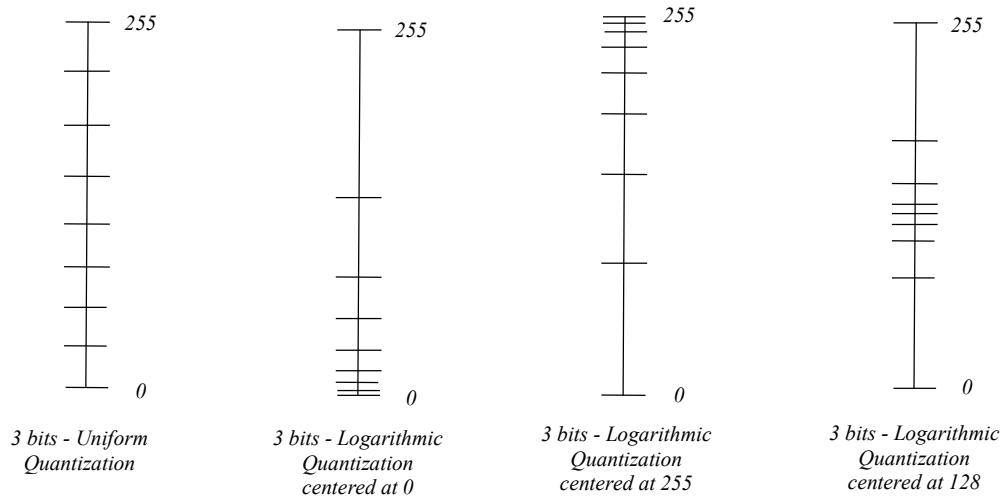 255
0
3 bits - Uniform
Quantization
255
0
3 bits - Logarithmic
Quantization
centered at 0
255
0
3 bits - Logarithmic
Quantization
centered at 255
255
0
3 bits - Logarithmic
Quantization
centered at 128